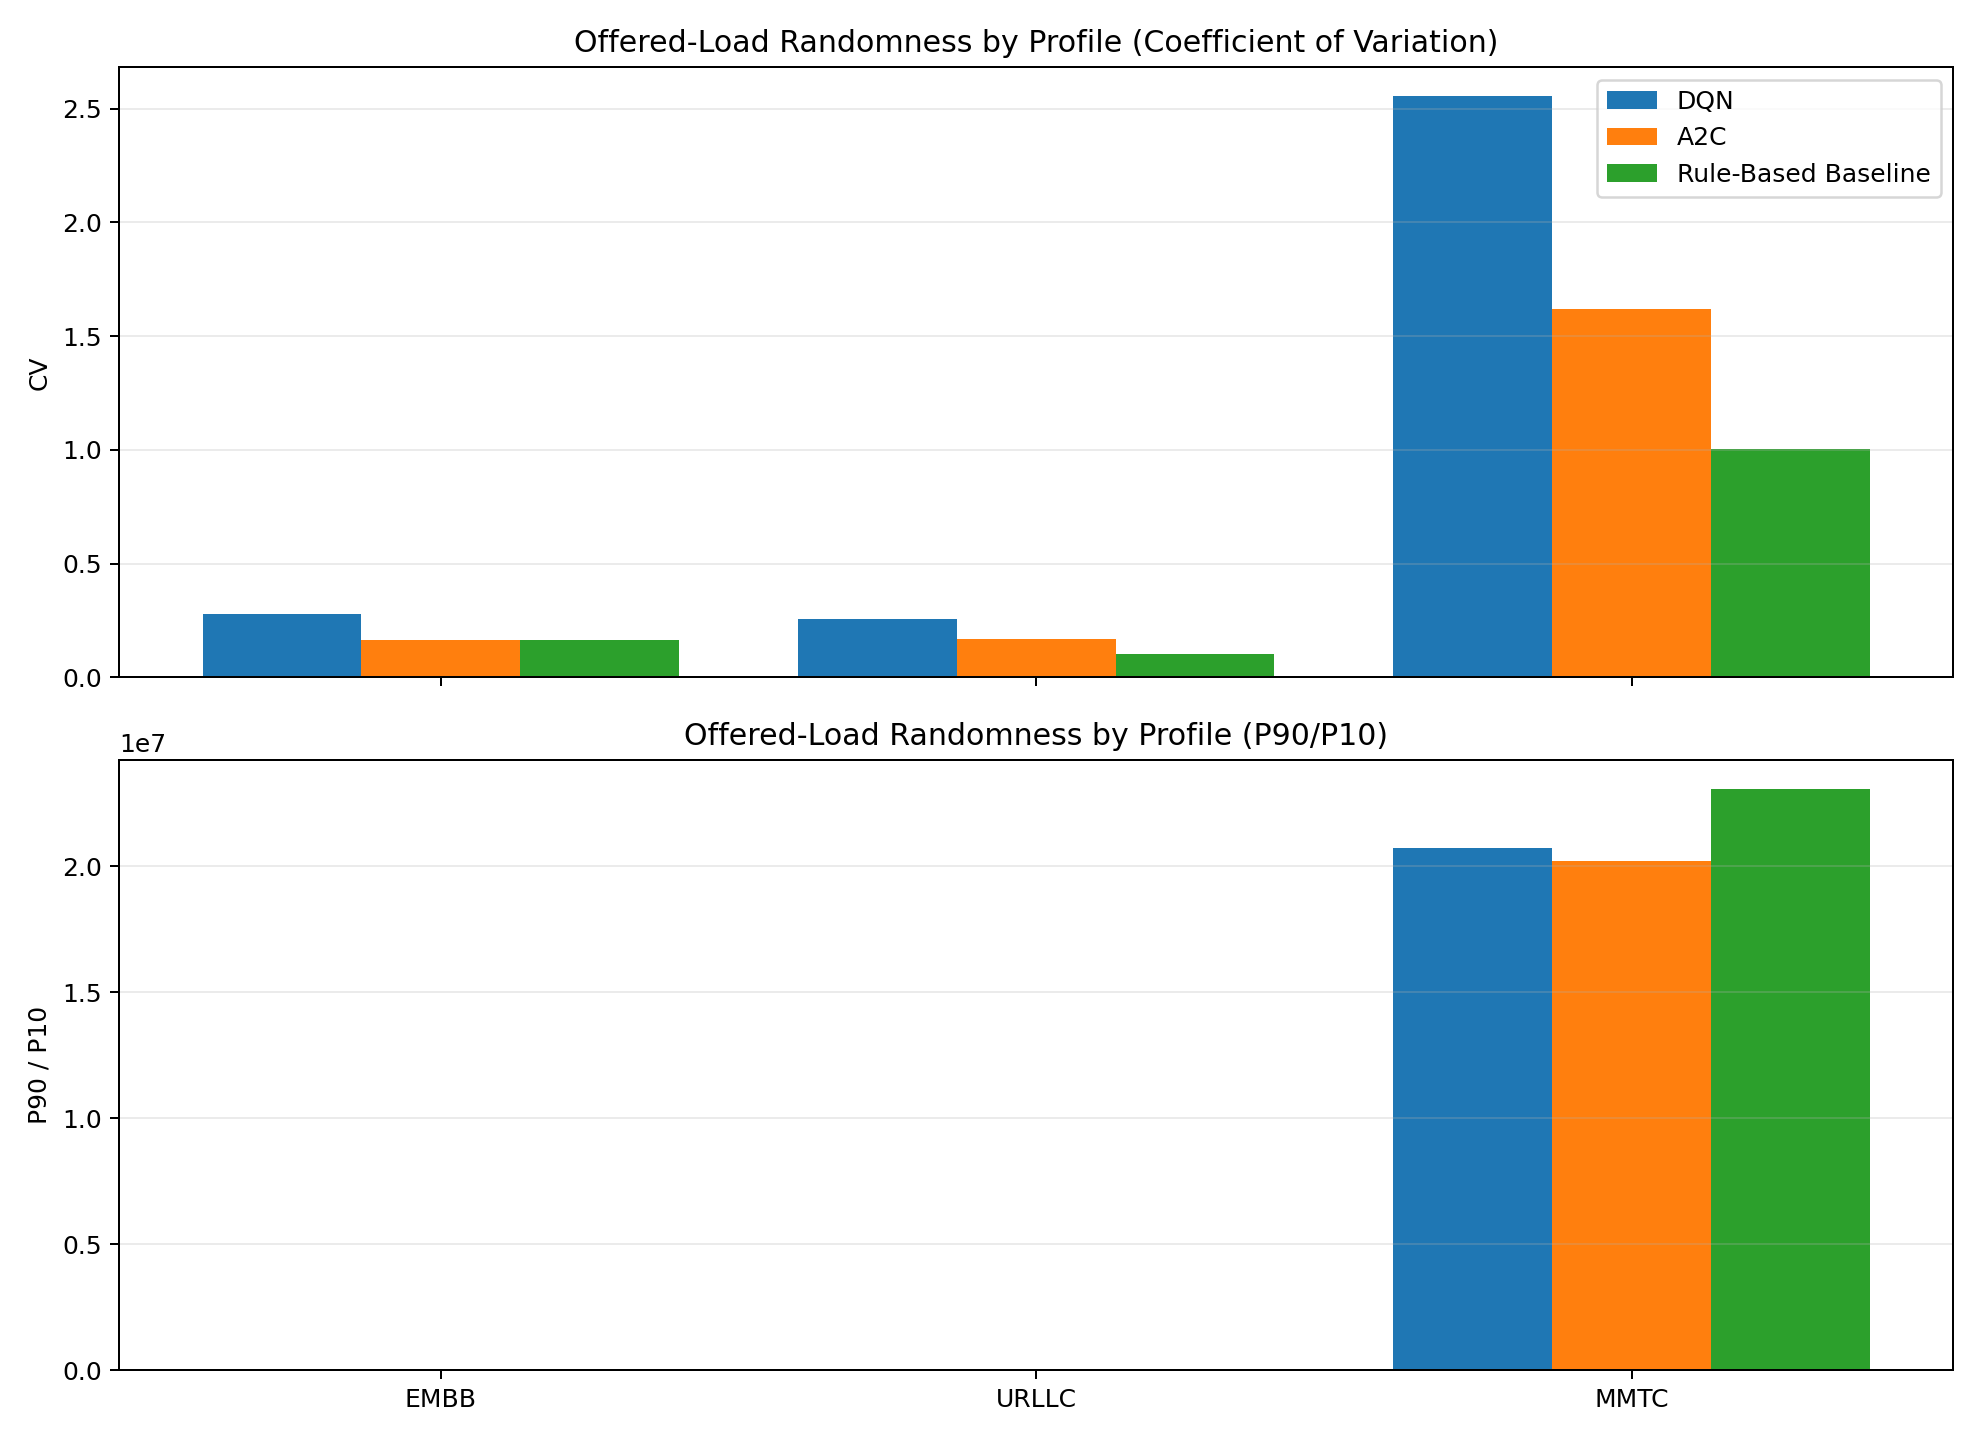 Offered-Load Randomness by Profile (Coefficient of Variation)
DQN
A2C
Rule-Based Baseline
CV
2.5
2.0
1.5
1.0
0.5
0.0
Offered-Load Randomness by Profile (P90/P10)
1e7
P90 / P10
2.0
1.5
1.0
0.5
0.0
EMBB URLLC MMTC